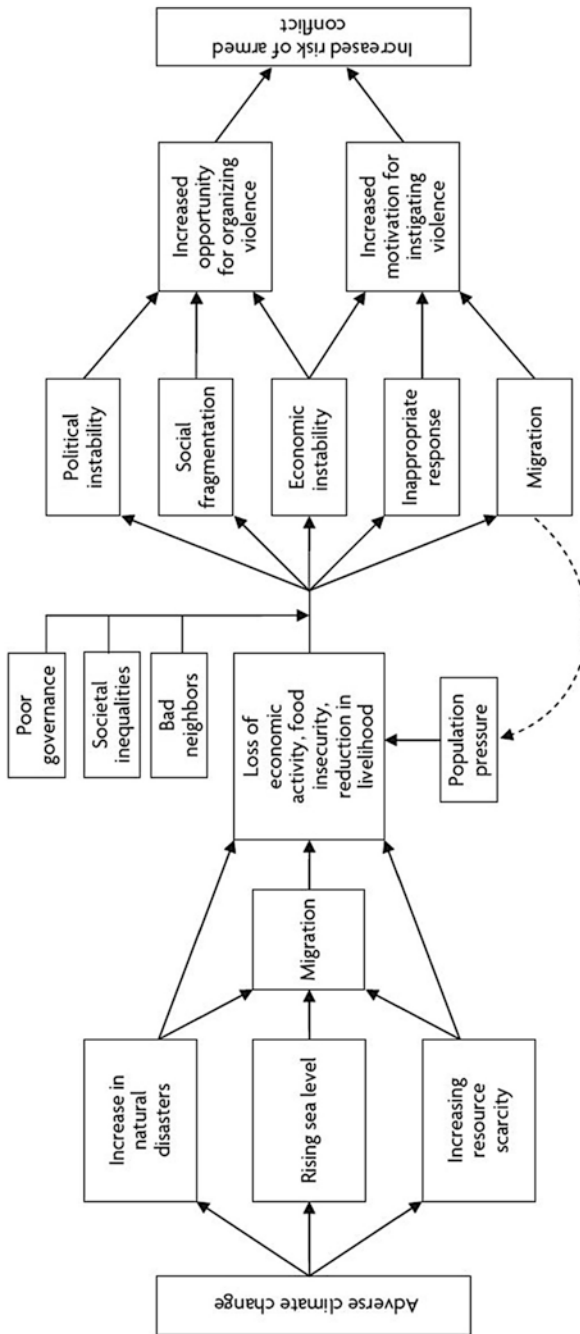 Adverse climate change
Increase in
natural
disasters
Rising sea level
Increasing
resource
scarcity
Migration
Poor
governance
Societal
inequalities
Bad
neighbors
Loss of
economic
activity, food
insecurity,
reduction in
livelihood
Population
pressure
Political
instability
Social
fragmentation
Economic
instability
Inappropriate
response
Migration
Increased
opportunity
for organizing
violence
Increased
motivation for
instigating
violence
Increased risk of armed
conflict